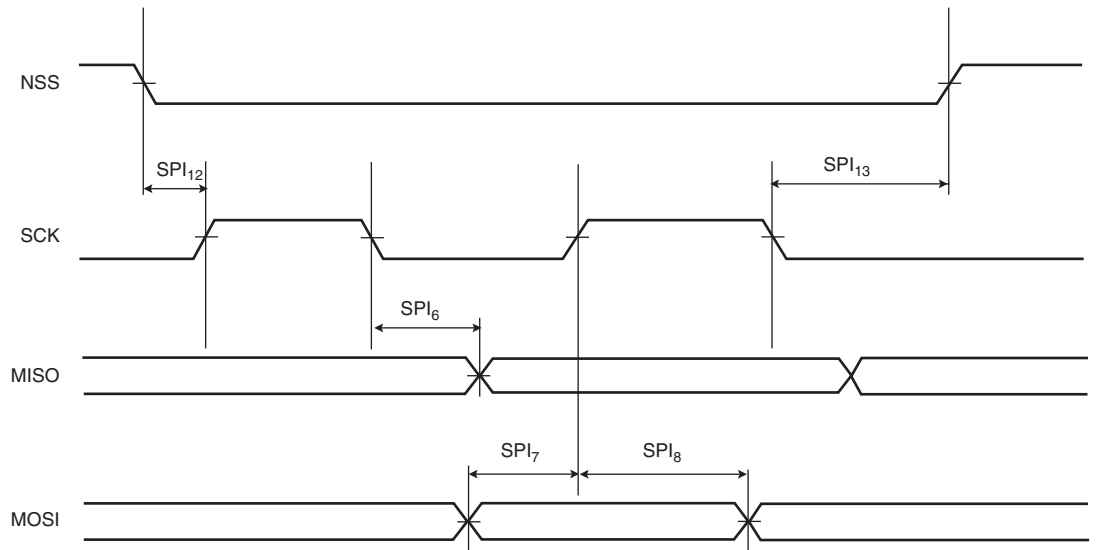 NSS
SPI₁₂
SPI₁₃
SCK
SPI₆
MISO
SPI₇
SPI₈
MOSI